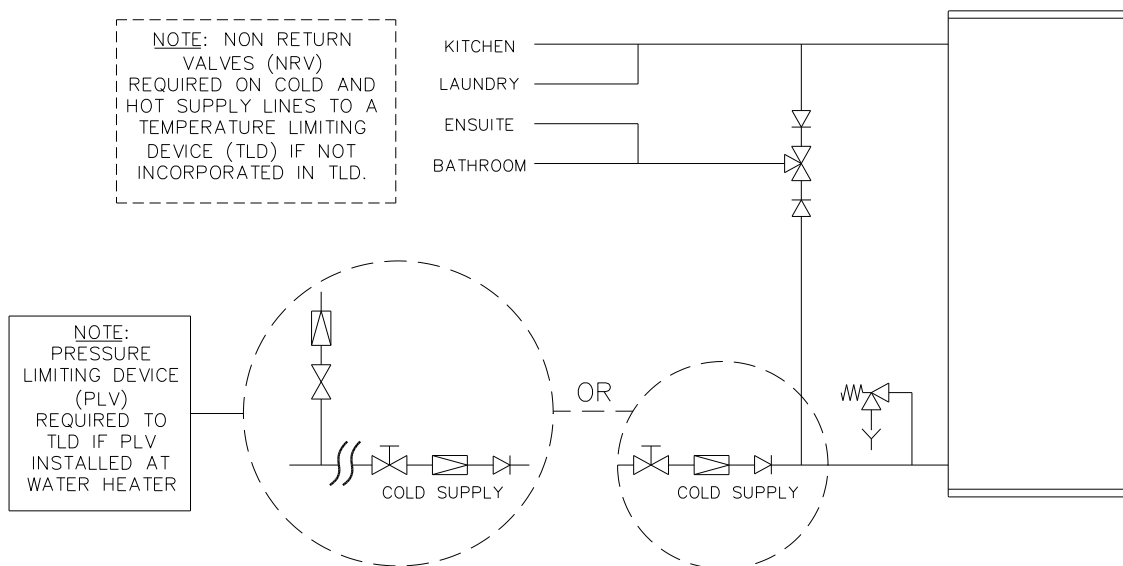 NOTE: NON RETURN
VALVES (NRV)
REQUIRED ON COLD AND
HOT SUPPLY LINES TO A
TEMPERATURE LIMITING
DEVICE (TLD) IF NOT
INCORPORATED IN TLD.
KITCHEN
LAUNDRY
ENSUITE
BATHROOM
NOTE:
PRESSURE
LIMITING DEVICE
(PLV)
REQUIRED TO
TLD IF PLV
INSTALLED AT
WATER HEATER
COLD SUPPLY
OR
COLD SUPPLY